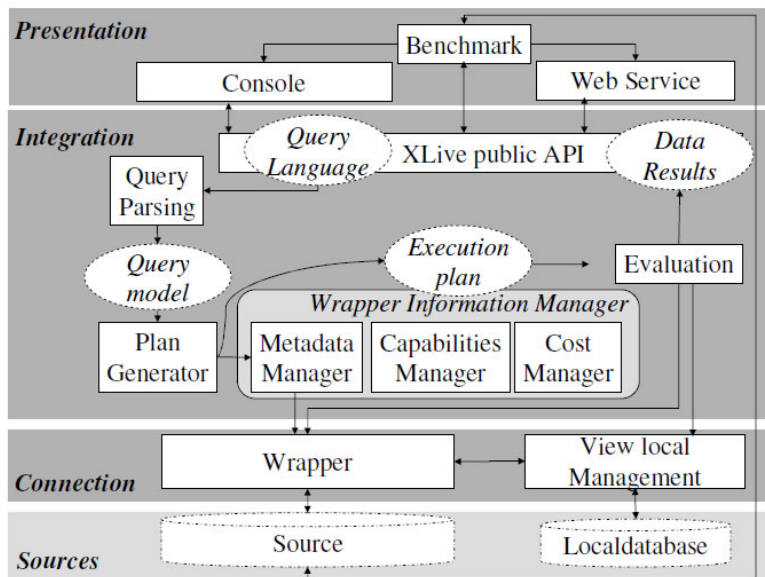 Presentation
Benchmark
Console
Web Service
Integration
Query
Language
XLive public API
Data
Results
Query
Parsing
Query
model
Execution
plan
Evaluation
Wrapper Information Manager
Plan
Generator
Metadata
Manager
Capabilities
Manager
Cost
Manager
Connection
Wrapper
View local
Management
Sources
Source
Localdatabase